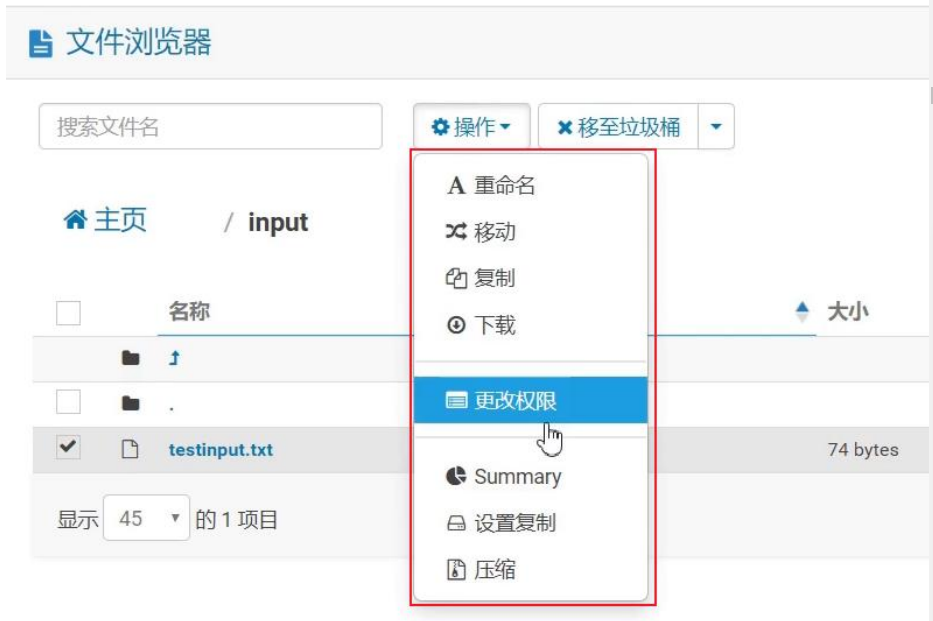 文件浏览器
搜索文件名
操作
移至垃圾桶
重命名
主页 / input
移动
复制
名称
大小
下载
.
更改权限
testinput.txt
74 bytes
Summary
显示 45 的 1 项目
设置复制
压缩